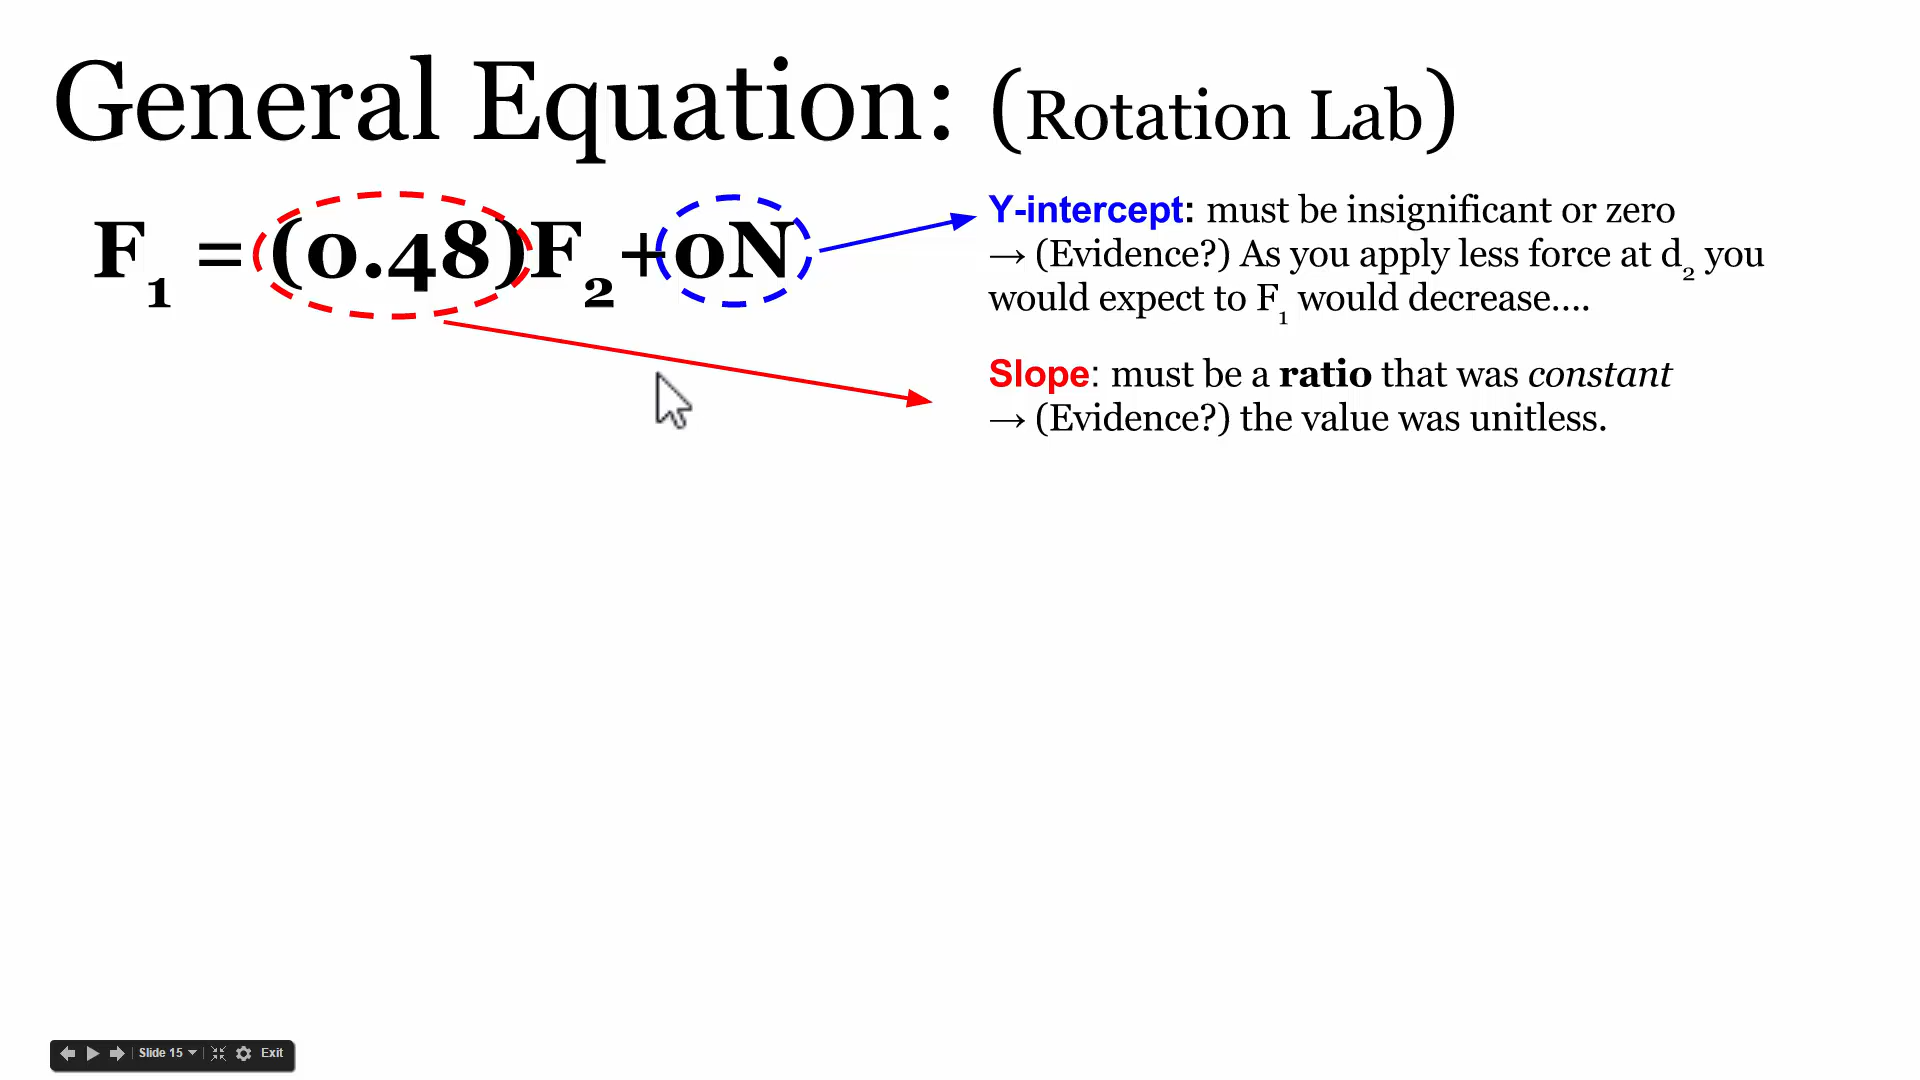 General Equation: (Rotation Lab)
F₁ = (0.48)F₂+0N
Y-intercept: must be insignificant or zero
→ (Evidence?) As you apply less force at d₂ you
would expect to F₁ would decrease....
Slope: must be a ratio that was constant
→ (Evidence?) the value was unitless.
Slide 15 Exit